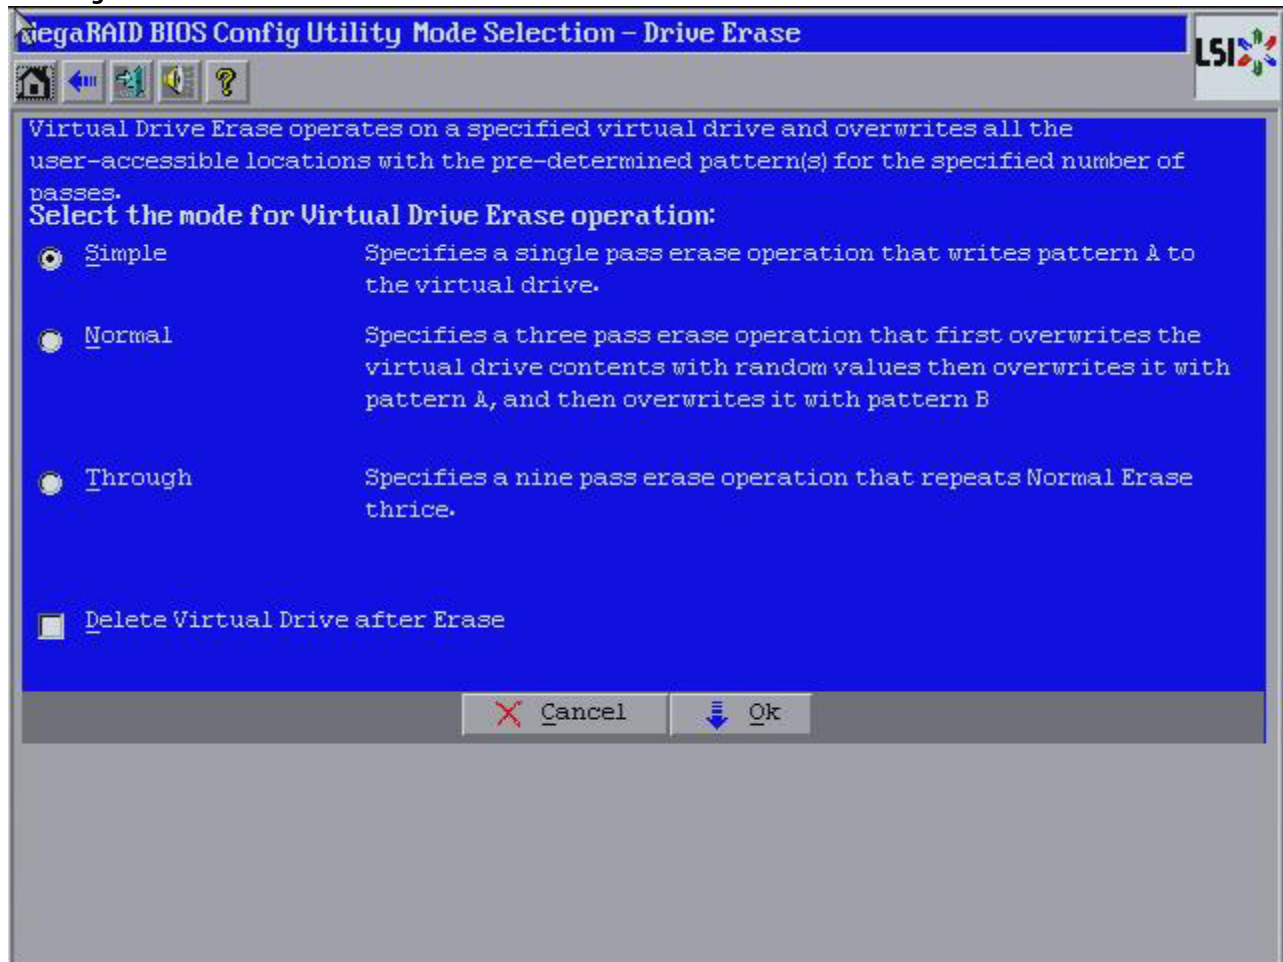 MegaRAID BIOS Config Utility Mode Selection - Drive Erase
LSI
Virtual Drive Erase operates on a specified virtual drive and overwrites all the
user-accessible locations with the pre-determined pattern(s) for the specified number of
passes.
Select the mode for Virtual Drive Erase operation:
Simple
Specifies a single pass erase operation that writes pattern A to
the virtual drive.
Normal
Specifies a three pass erase operation that first overwrites the
virtual drive contents with random values then overwrites it with
pattern A, and then overwrites it with pattern B
Through
Specifies a nine pass erase operation that repeats Normal Erase
thrice.
Delete Virtual Drive after Erase
Cancel
Ok